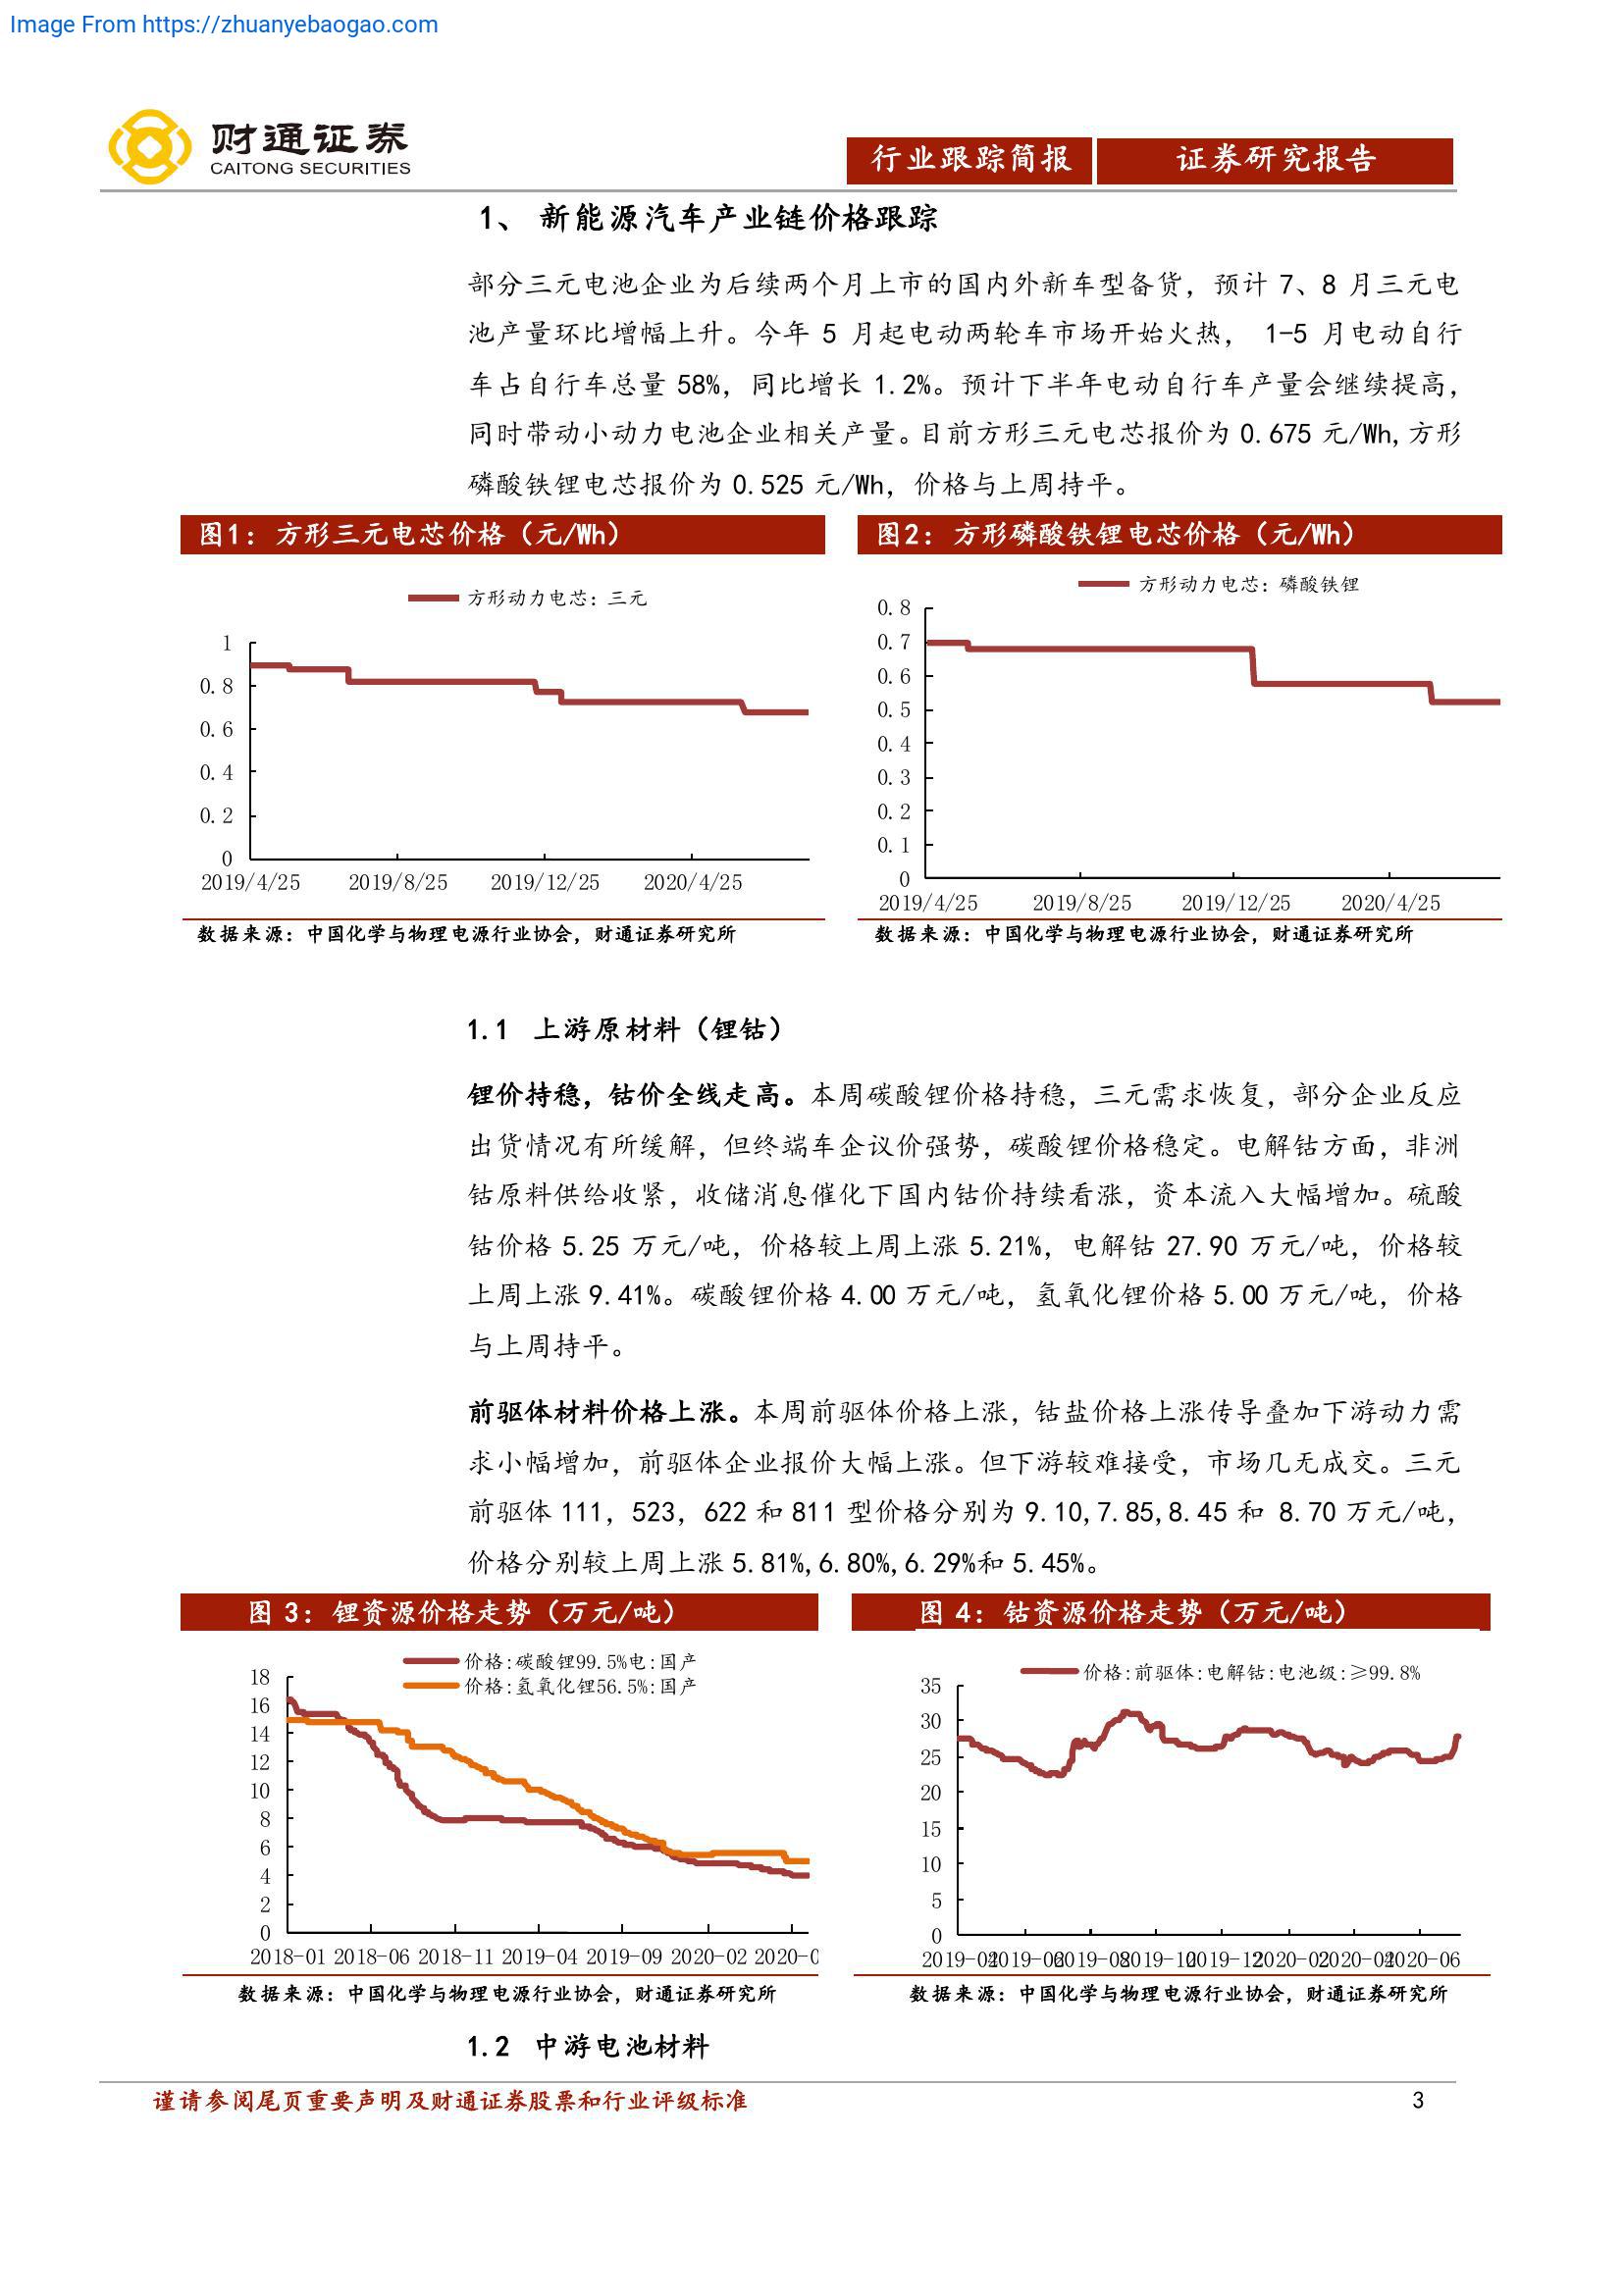 Image From https://zhuanyebaogao.com
财通证券
CAITONG SECURITIES
行业跟踪简报
证券研究报告
1、 新能源汽车产业链价格跟踪
部分三元电池企业为后续两个月上市的国内外新车型备货，预计 7、8 月三元电
池产量环比增幅上升。今年 5 月起电动两轮车市场开始火热， 1-5 月电动自行
车占自行车总量 58%，同比增长 1.2%。预计下半年电动自行车产量会继续提高，
同时带动小动力电池企业相关产量。目前方形三元电芯报价为 0.675 元/Wh,方形
磷酸铁锂电芯报价为 0.525 元/Wh，价格与上周持平。
图1：方形三元电芯价格（元/Wh）
方形动力电芯：三元
1
0.8
0.6
0.4
0.2
0
2019/4/25 2019/8/25 2019/12/25 2020/4/25
数据来源：中国化学与物理电源行业协会，财通证券研究所
图2：方形磷酸铁锂电芯价格（元/Wh）
方形动力电芯：磷酸铁锂
0.8
0.7
0.6
0.5
0.4
0.3
0.2
0.1
0
2019/4/25 2019/8/25 2019/12/25 2020/4/25
数据来源：中国化学与物理电源行业协会，财通证券研究所
1.1 上游原材料（锂钴）
锂价持稳，钴价全线走高。本周碳酸锂价格持稳，三元需求恢复，部分企业反应
出货情况有所缓解，但终端车企议价强势，碳酸锂价格稳定。电解钴方面，非洲
钴原料供给收紧，收储消息催化下国内钴价持续看涨，资本流入大幅增加。硫酸
钴价格 5.25 万元/吨，价格较上周上涨 5.21%，电解钴 27.90 万元/吨，价格较
上周上涨 9.41%。碳酸锂价格 4.00 万元/吨，氢氧化锂价格 5.00 万元/吨，价格
与上周持平。
前驱体材料价格上涨。本周前驱体价格上涨，钴盐价格上涨传导叠加下游动力需
求小幅增加，前驱体企业报价大幅上涨。但下游较难接受，市场几无成交。三元
前驱体 111，523，622 和 811 型价格分别为 9.10,7.85,8.45 和 8.70 万元/吨，
价格分别较上周上涨 5.81%,6.80%,6.29%和 5.45%。
图 3：锂资源价格走势（万元/吨）
价格:碳酸锂99.5%电:国产
价格:氢氧化锂56.5%:国产
18
16
14
12
10
8
6
4
2
0
2018-01 2018-06 2018-11 2019-04 2019-09 2020-02 2020-0
数据来源：中国化学与物理电源行业协会，财通证券研究所
图 4：钴资源价格走势（万元/吨）
价格:前驱体:电解钴:电池级:≥99.8%
35
30
25
20
15
10
5
0
2019-04 2019-06 2019-08 2019-10 2019-12 2020-02 2020-04 2020-06
数据来源：中国化学与物理电源行业协会，财通证券研究所
1.2 中游电池材料
谨请参阅尾页重要声明及财通证券股票和行业评级标准
3